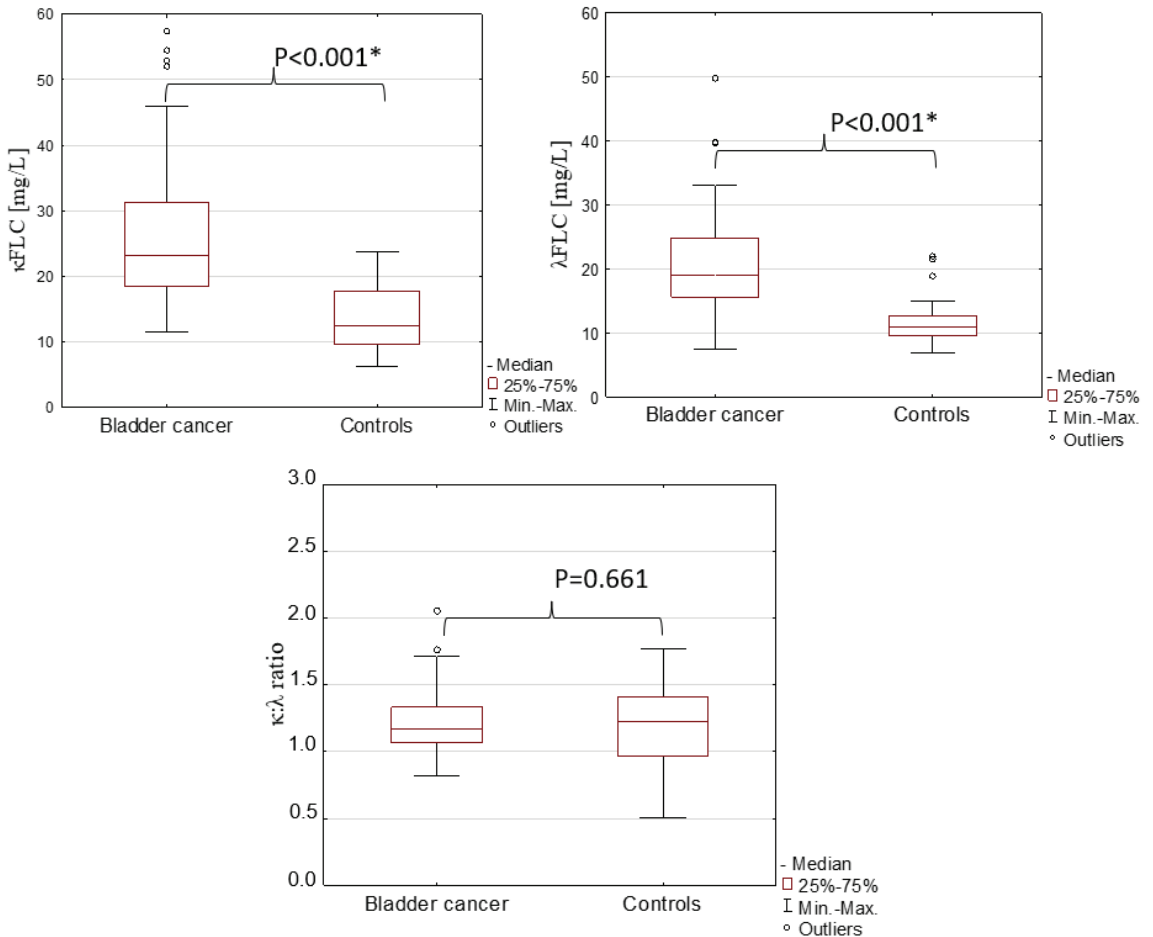 60
50
40
30
20
10
0
κFLC [mg/L]
P<0.001*
Bladder cancer
Controls
- Median
25%-75%
Min.-Max.
Outliers
60
50
40
30
20
10
0
λFLC [mg/L]
P<0.001*
Bladder cancer
Controls
- Median
25%-75%
Min.-Max.
Outliers
3.0
2.5
2.0
1.5
1.0
0.5
0.0
κ:λ ratio
P=0.661
Bladder cancer
Controls
- Median
25%-75%
Min.-Max.
Outliers